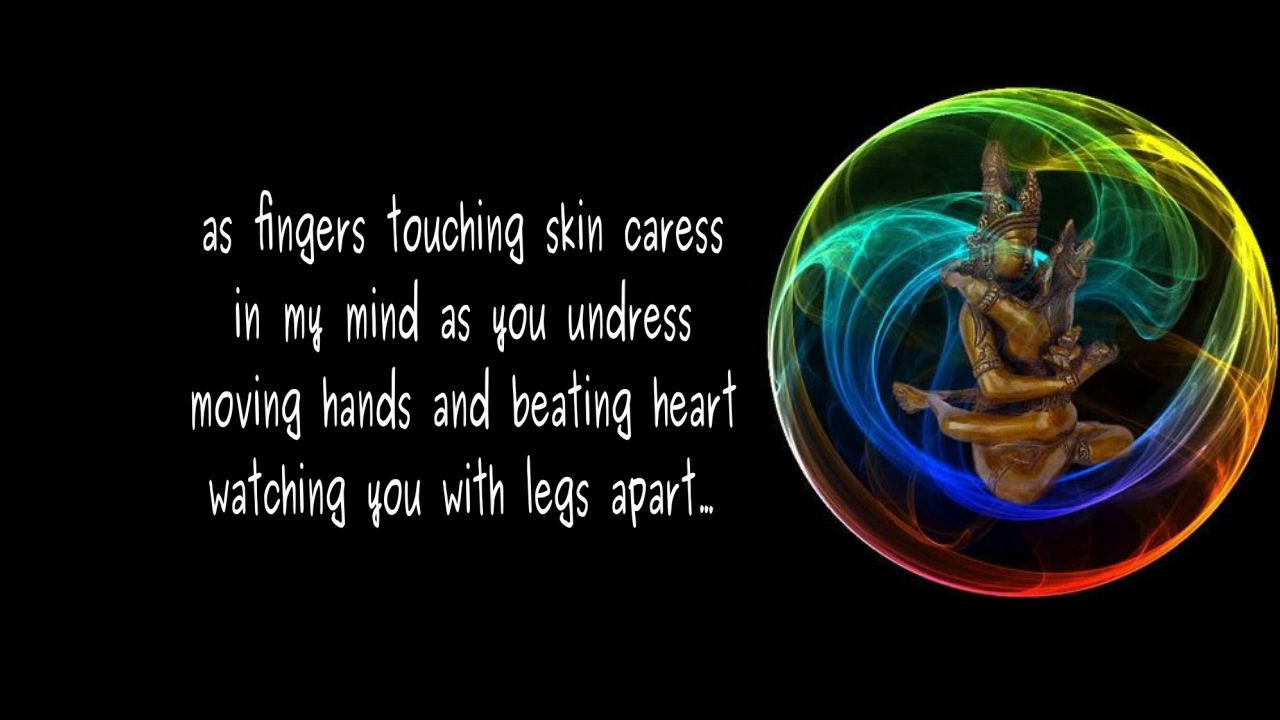 as fingers touching skin caress
in my mind as you undress
moving hands and beating heart
watching you with legs apart...